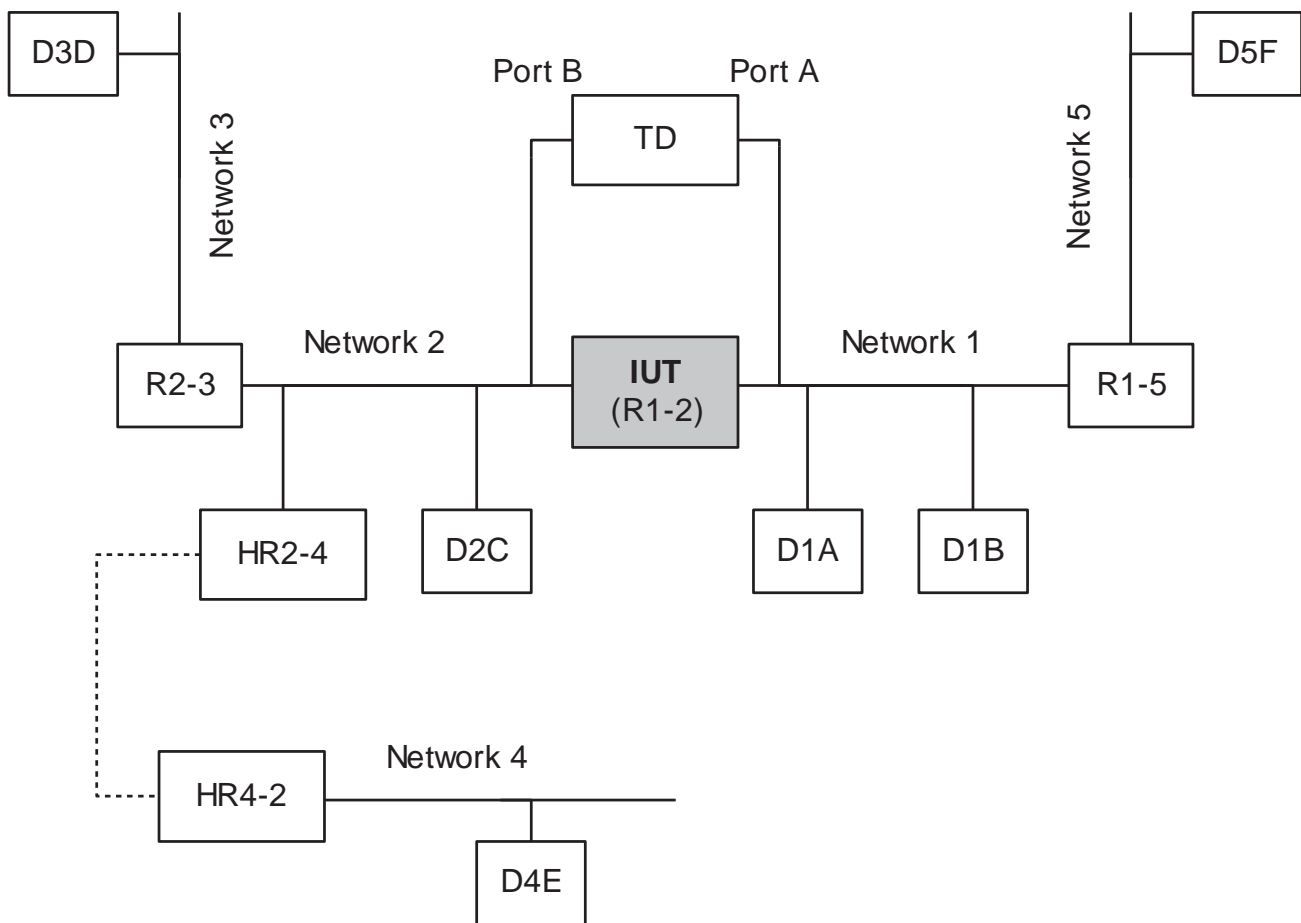 D3D
D5F
Port B
Port A
TD
Network 3
Network 5
Network 2
Network 1
R2-3
IUT
(R1-2)
R1-5
HR2-4
D2C
D1A
D1B
Network 4
HR4-2
D4E